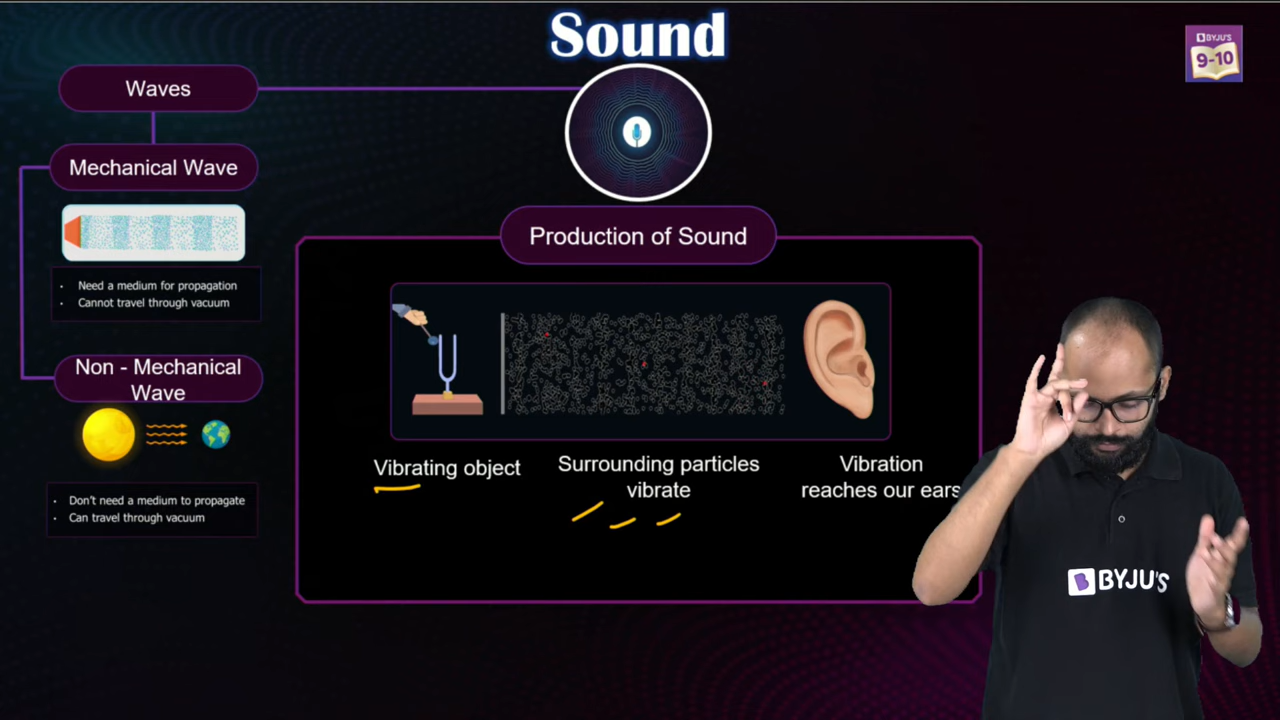 Sound
BYJU'S
9-10
Waves
Mechanical Wave
• Need a medium for propagation
• Cannot travel through vacuum
Non - Mechanical
Wave
• Don't need a medium to propagate
• Can travel through vacuum
Production of Sound
Vibrating object
Surrounding particles
vibrate
Vibration
reaches our ears
BYJU'S